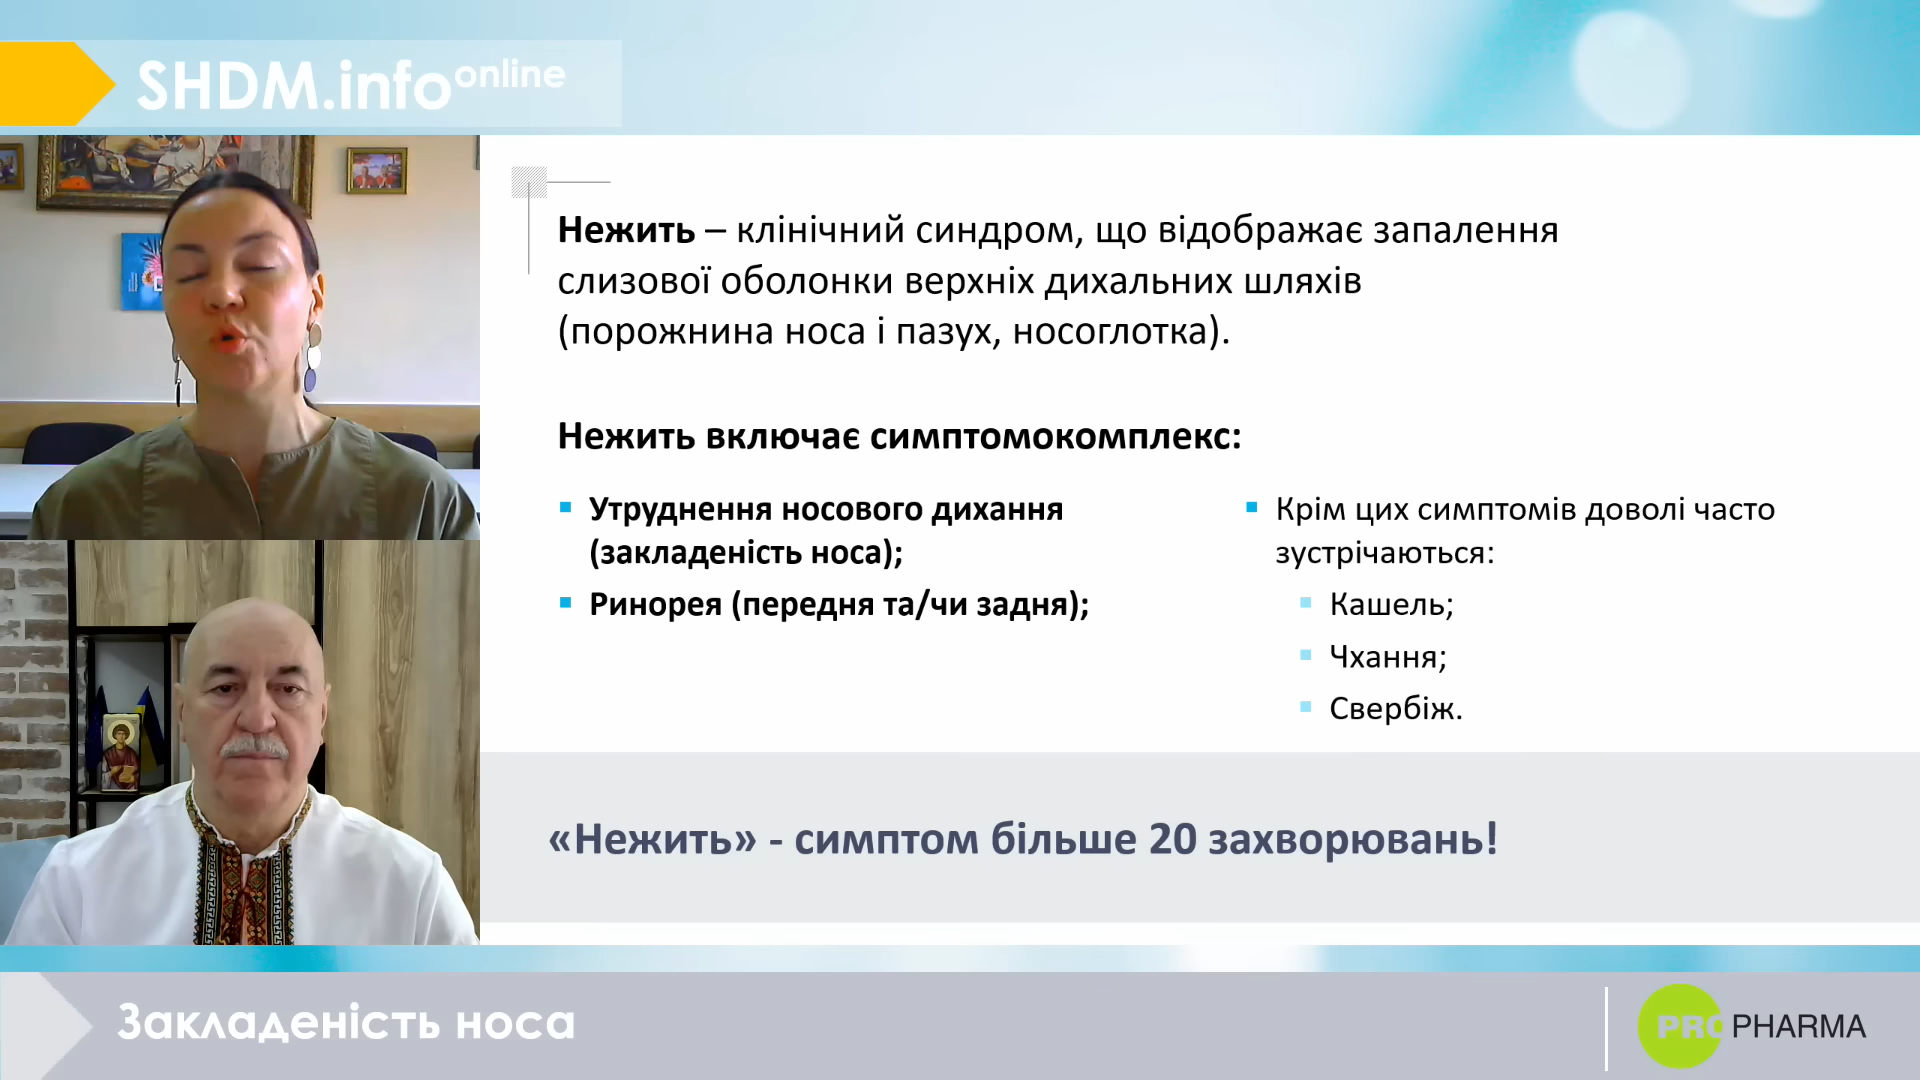 SHDM.info online
Нежить – клінічний синдром, що відображає запалення
слизової оболонки верхніх дихальних шляхів
(порожнина носа і пазух, носоглотка).
Нежить включає симптомокомплекс:
Утруднення носового дихання
(закладеність носа);
Ринорея (передня та/чи задня);
Крім цих симптомів доволі часто
зустрічаються:
Кашель;
Чхання;
Свербіж.
«Нежить» - симптом більше 20 захворювань!
Закладеність носа
PRO PHARMA